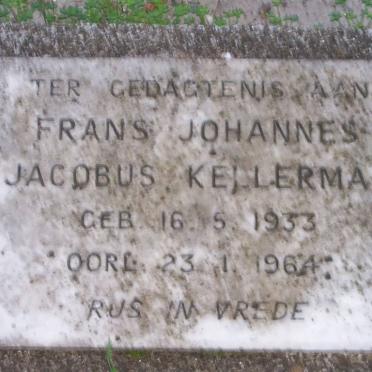 TER GEDAGTENIS AAN
FRANS JOHANNES
JACOBUS KELLERMA
GEB 16. 5. 1933
OORL 23. 1. 1964
RUS IN VREDE